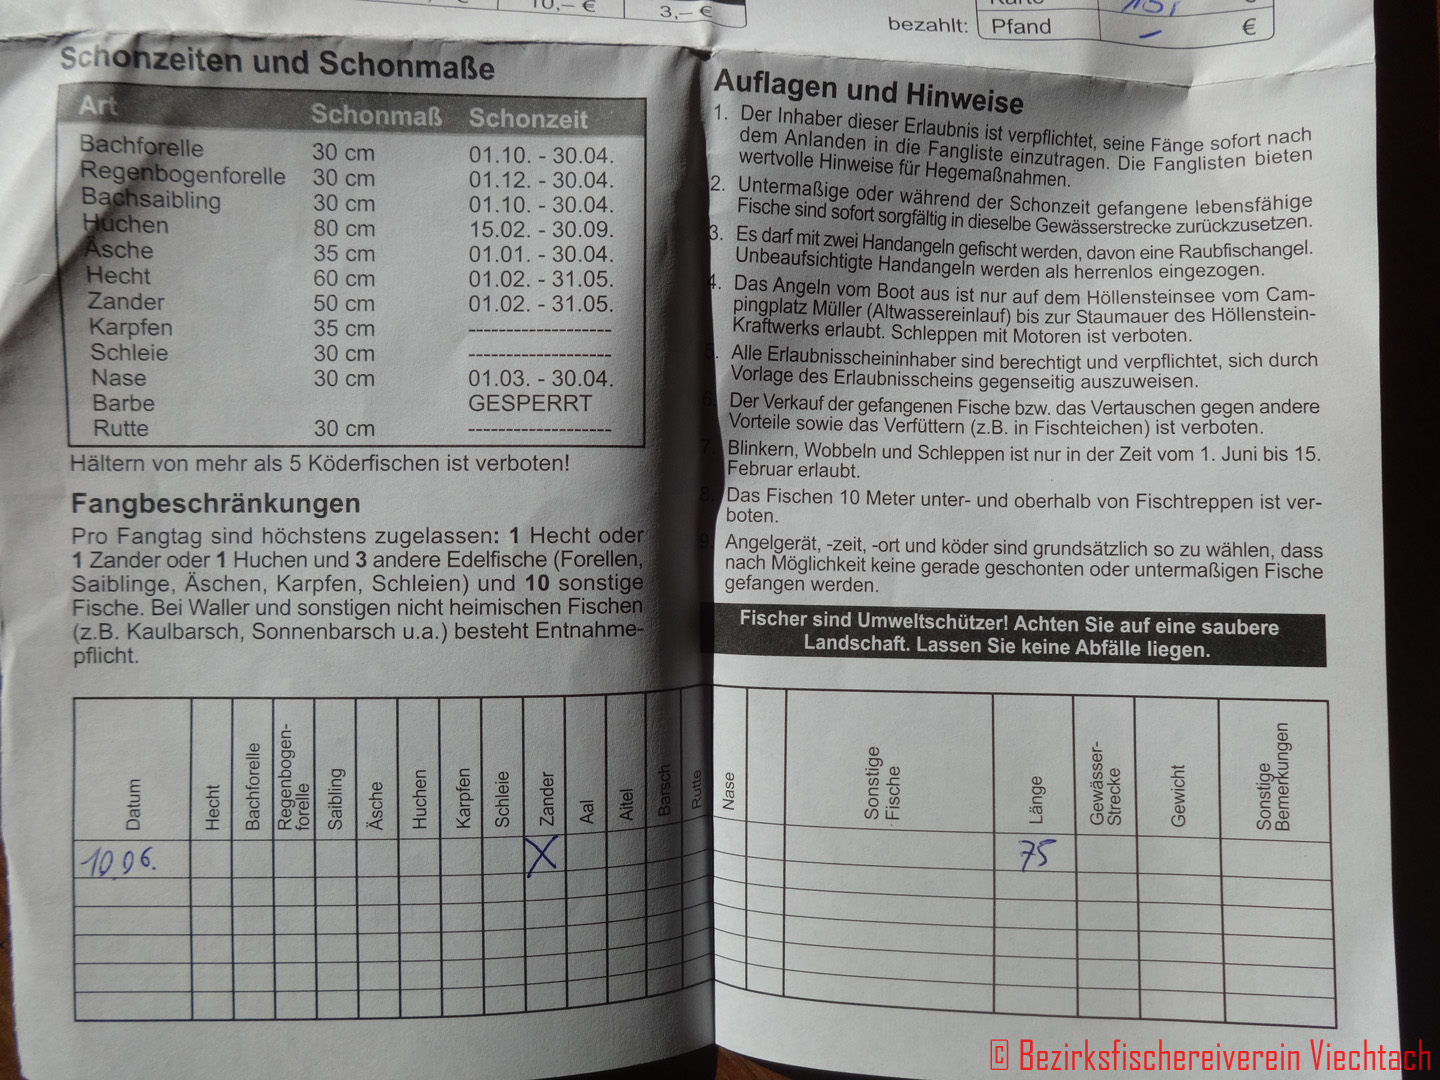 10,– €
3,– €
bezahlt:
Pfand – €
Schonzeiten und Schonmaße
Art Schonmaß Schonzeit
Bachforelle 30 cm 01.10. - 30.04.
Regenbogenforelle 30 cm 01.12. - 30.04.
Bachsaibling 30 cm 01.10. - 30.04.
Huchen 80 cm 15.02. - 30.09.
Äsche 35 cm 01.01. - 30.04.
Hecht 60 cm 01.02. - 31.05.
Zander 50 cm 01.02. - 31.05.
Karpfen 35 cm -------------------
Schleie 30 cm -------------------
Nase 30 cm 01.03. - 30.04.
Barbe GESPERRT
Rutte 30 cm -------------------
Hältern von mehr als 5 Köderfischen ist verboten!
Fangbeschränkungen
Pro Fangtag sind höchstens zugelassen: 1 Hecht oder
1 Zander oder 1 Huchen und 3 andere Edelfische (Forellen,
Saiblinge, Äschen, Karpfen, Schleien) und 10 sonstige
Fische. Bei Waller und sonstigen nicht heimischen Fischen
(z.B. Kaulbarsch, Sonnenbarsch u.a.) besteht Entnahme-
pflicht.
Auflagen und Hinweise
1. Der Inhaber dieser Erlaubnis ist verpflichtet, seine Fänge sofort nach
dem Anlanden in die Fangliste einzutragen. Die Fanglisten bieten
wertvolle Hinweise für Hegemaßnahmen.
2. Untermaßige oder während der Schonzeit gefangene lebensfähige
Fische sind sofort sorgfältig in dieselbe Gewässerstrecke zurückzusetzen.
3. Es darf mit zwei Handangeln gefischt werden, davon eine Raubfischangel.
Unbeaufsichtigte Handangeln werden als herrenlos eingezogen.
4. Das Angeln vom Boot aus ist nur auf dem Höllensteinsee vom Cam-
pingplatz Müller (Altwassereinlauf) bis zur Staumauer des Höllenstein-
Kraftwerks erlaubt. Schleppen mit Motoren ist verboten.
5. Alle Erlaubnisscheininhaber sind berechtigt und verpflichtet, sich durch
Vorlage des Erlaubnisscheins gegenseitig auszuweisen.
6. Der Verkauf der gefangenen Fische bzw. das Vertauschen gegen andere
Vorteile sowie das Verfüttern (z.B. in Fischteichen) ist verboten.
7. Blinkern, Wobbeln und Schleppen ist nur in der Zeit vom 1. Juni bis 15.
Februar erlaubt.
8. Das Fischen 10 Meter unter- und oberhalb von Fischtreppen ist ver-
boten.
9. Angelgerät, -zeit, -ort und köder sind grundsätzlich so zu wählen, dass
nach Möglichkeit keine gerade geschonten oder untermaßigen Fische
gefangen werden.
Fischer sind Umweltschützer! Achten Sie auf eine saubere
Landschaft. Lassen Sie keine Abfälle liegen.
Datum
Hecht
Bachforelle
Regenbogen-
forelle
Saibling
Äsche
Huchen
Karpfen
Schleie
Zander
Aal
Aitel
Barsch
Rutte
Nase
Sonstige
Fische
Länge
Gewässer-
Strecke
Gewicht
Sonstige
Bemerkungen
10.06. X 75
© Bezirksfischereiverein Viechtach